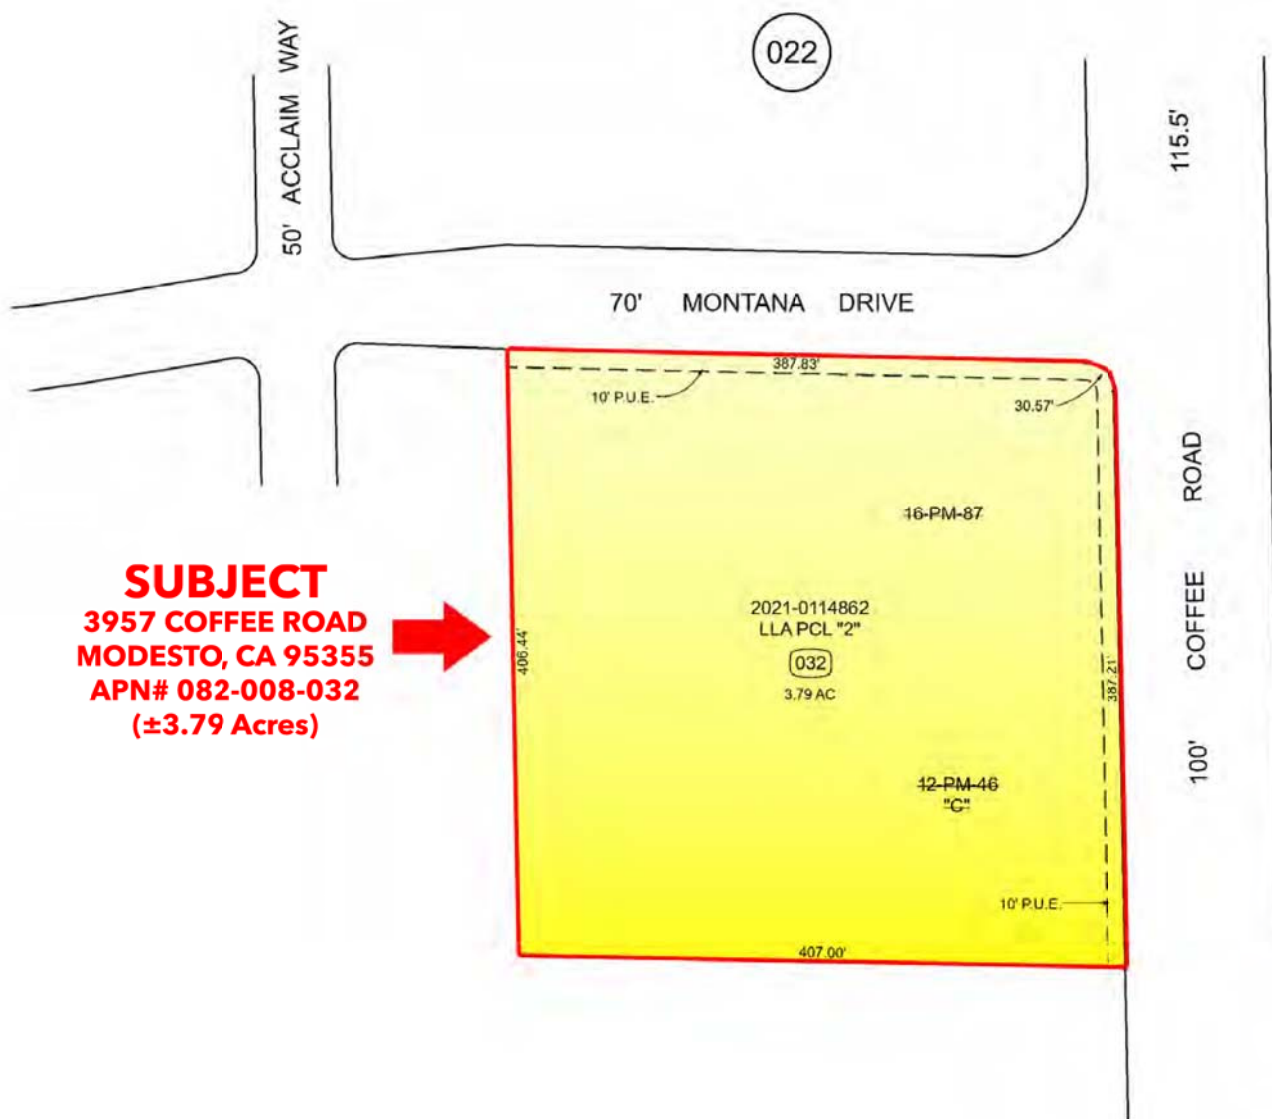 022
50' ACCLAIM WAY
115.5'
70' MONTANA DRIVE
387.83'
10' P.U.E.
30.57'
100' COFFEE ROAD
16-PM-87
SUBJECT
3957 COFFEE ROAD
MODESTO, CA 95355
APN# 082-008-032
(±3.79 Acres)
406.44'
2021-0114862
LLA PCL "2"
032
3.79 AC
387.21'
12-PM-46
"C"
10' P.U.E.
407.00'